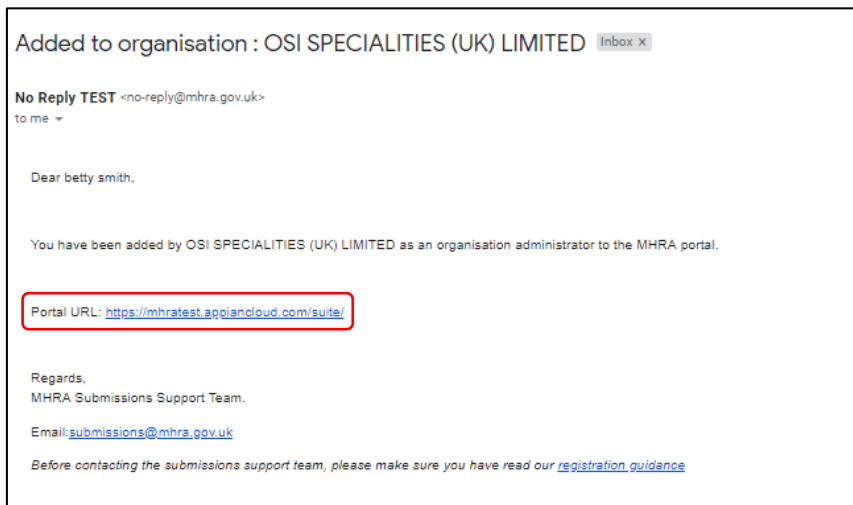 Added to organisation : OSI SPECIALITIES (UK) LIMITED Inbox x
No Reply TEST <no-reply@mhra.gov.uk>
to me
Dear betty smith,
You have been added by OSI SPECIALITIES (UK) LIMITED as an organisation administrator to the MHRA portal.
Portal URL: https://mhratest.appiancloud.com/suite/
Regards,
MHRA Submissions Support Team.
Email:submissions@mhra.gov.uk
Before contacting the submissions support team, please make sure you have read our registration guidance